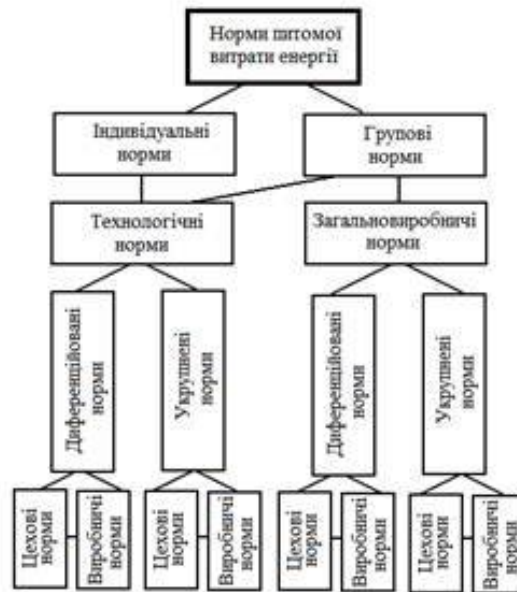 Норми питомої
витрати енергії
Індивідуальні
норми
Групові
норми
Технологічні
норми
Загальновиробничі
норми
Диференційовані
норми
Укрупнені
норми
Диференційовані
норми
Укрупнені
норми
Цехові
норми
Виробничі
норми
Цехові
норми
Виробничі
норми
Цехові
норми
Виробничі
норми
Цехові
норми
Виробничі
норми